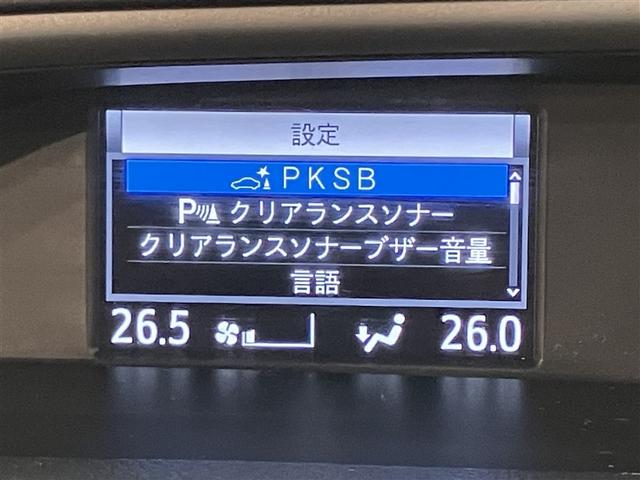 設定
PKSB
P クリアランスソナー
クリアランスソナーブザー音量
言語
26.5 26.0